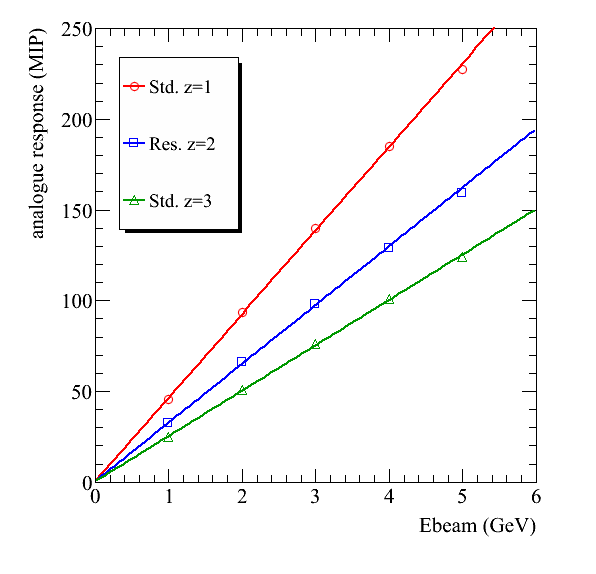 analogue response (MIP)
250
200
150
100
50
0
Std. z=1
Res. z=2
Std. z=3
0 1 2 3 4 5 6
Ebeam (GeV)